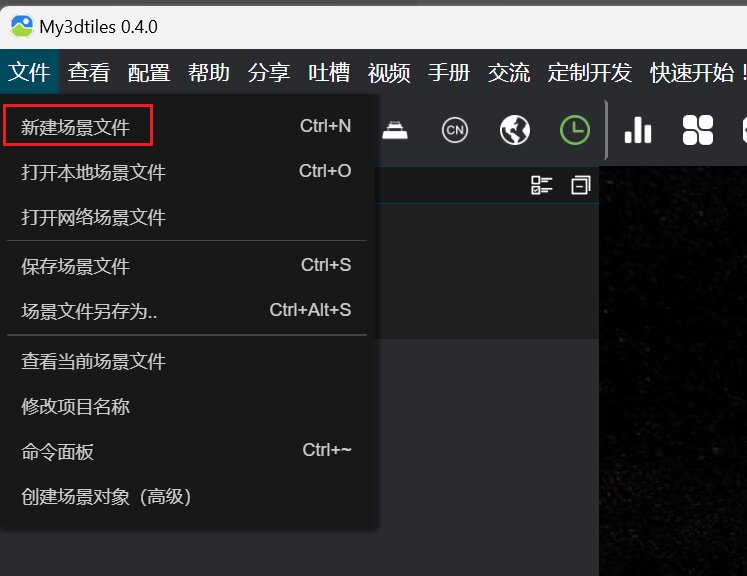 My3dtiles 0.4.0
文件 查看 配置 帮助 分享 吐槽 视频 手册 交流 定制开发 快速开始！
新建场景文件 Ctrl+N
CN
打开本地场景文件 Ctrl+O
打开网络场景文件
保存场景文件 Ctrl+S
场景文件另存为.. Ctrl+Alt+S
查看当前场景文件
修改项目名称
命令面板 Ctrl+~
创建场景对象（高级）